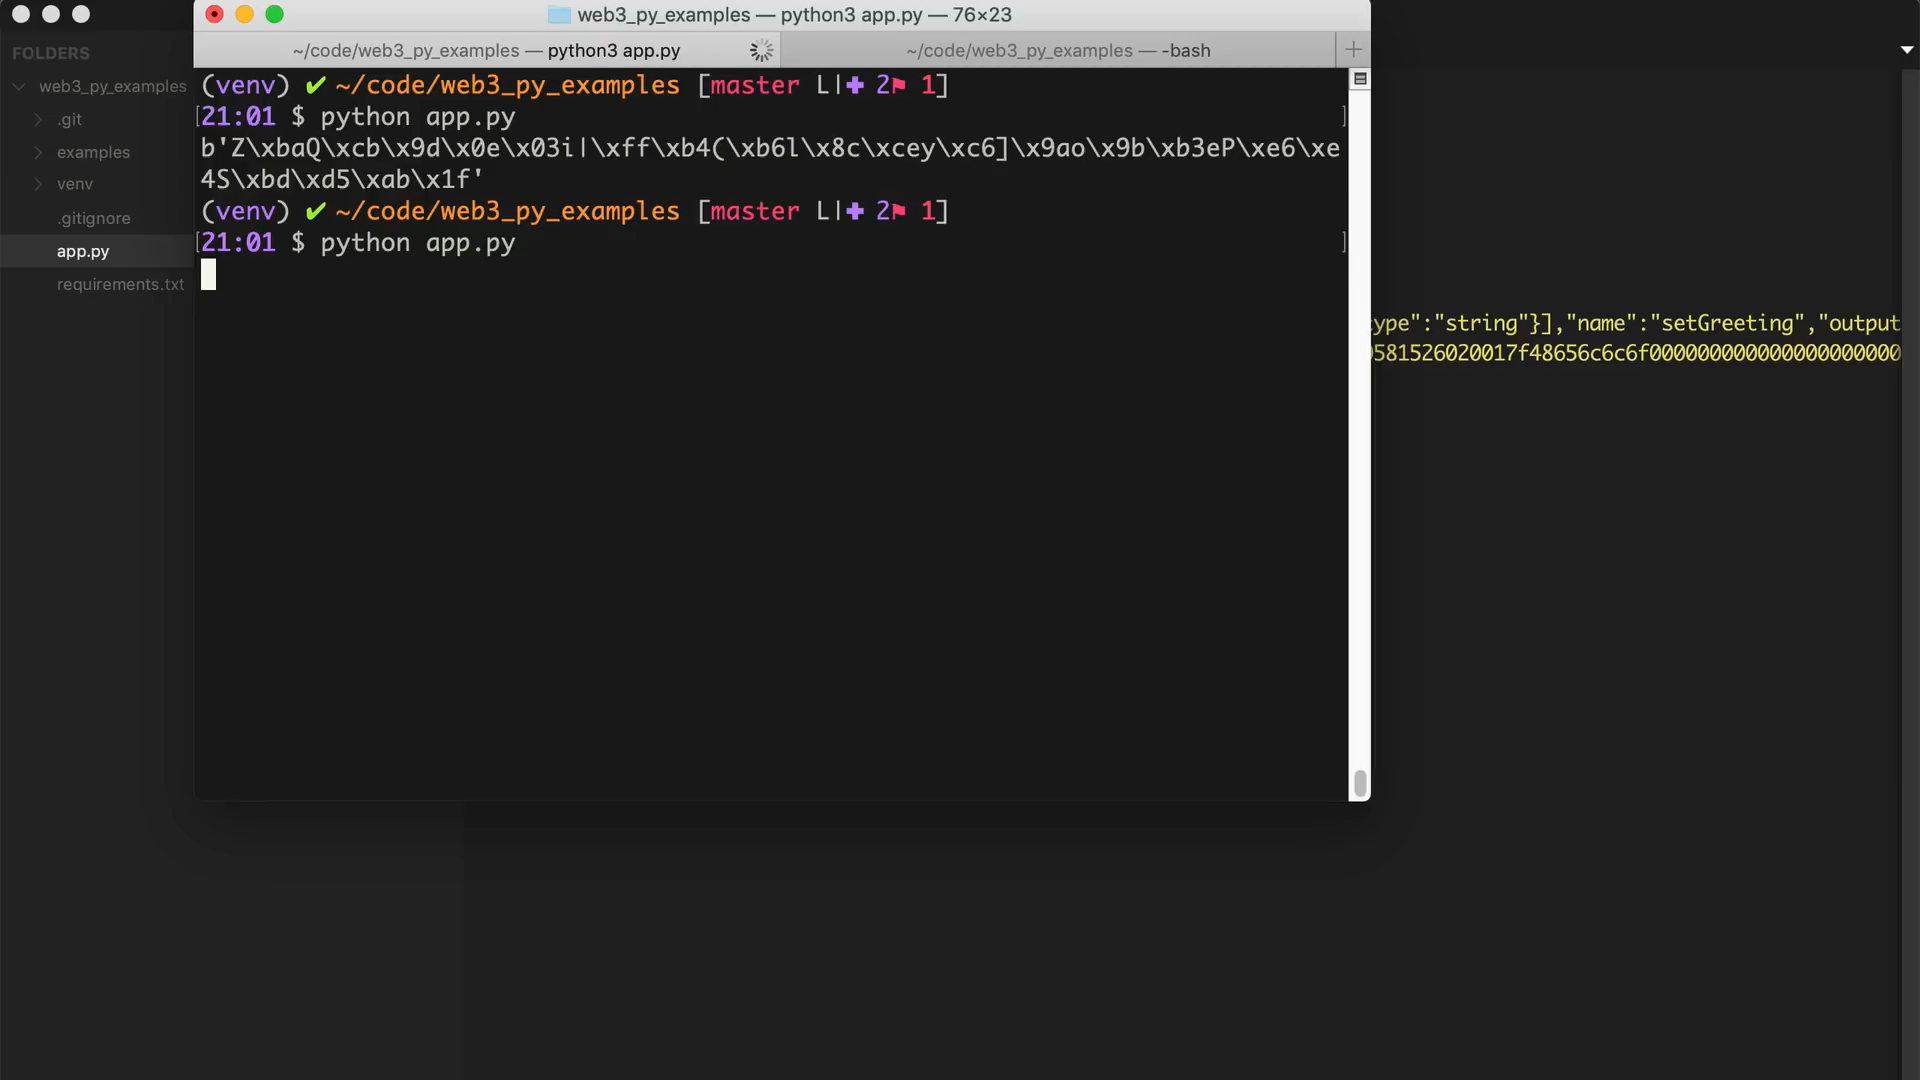 web3_py_examples — python3 app.py — 76×23
~/code/web3_py_examples — python3 app.py
~/code/web3_py_examples — -bash
FOLDERS
web3_py_examples
.git
examples
venv
.gitignore
app.py
requirements.txt
(venv) ✔ ~/code/web3_py_examples [master L|✚ 2⚑ 1]
[21:01 $ python app.py ]
b'Z\xbaQ\xcb\x9d\x0e\x03i|\xff\xb4(\xb6l\x8c\xcey\xc6]\x9ao\x9b\xb3eP\xe6\xe
4S\xbd\xd5\xab\x1f'
(venv) ✔ ~/code/web3_py_examples [master L|✚ 2⚑ 1]
[21:01 $ python app.py ]
ype":"string"}],"name":"setGreeting","output
0581526020017f48656c6c6f000000000000000000000